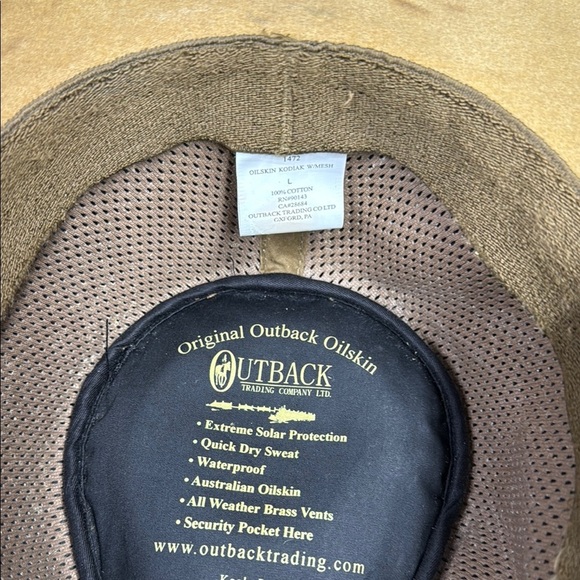 1472
OILSKIN KODIAK W/MESH
L
100% COTTON
RN#90143
CA#28684
OUTBACK TRADING CO LTD
OXFORD, PA
Original Outback Oilskin
OUTBACK
TRADING COMPANY LTD.
• Extreme Solar Protection
• Quick Dry Sweat
• Waterproof
• Australian Oilskin
• All Weather Brass Vents
• Security Pocket Here
www.outbacktrading.com